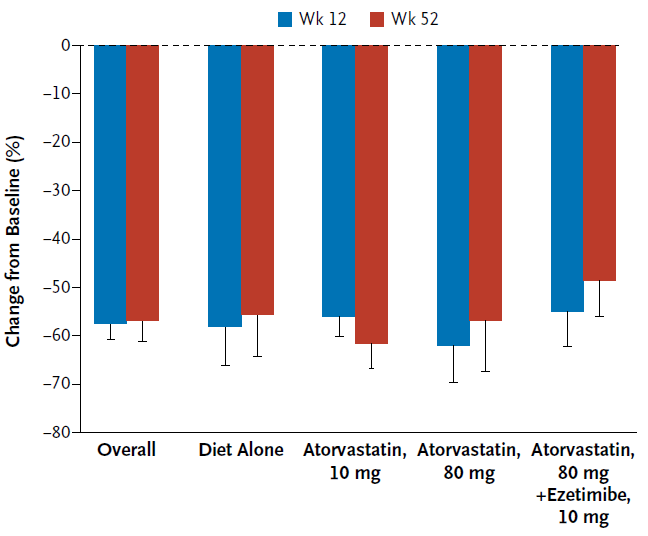 Wk 12 Wk 52
0
–10
–20
–30
–40
–50
–60
–70
–80
Change from Baseline (%)
Overall
Diet Alone
Atorvastatin,
10 mg
Atorvastatin,
80 mg
Atorvastatin,
80 mg
+Ezetimibe,
10 mg